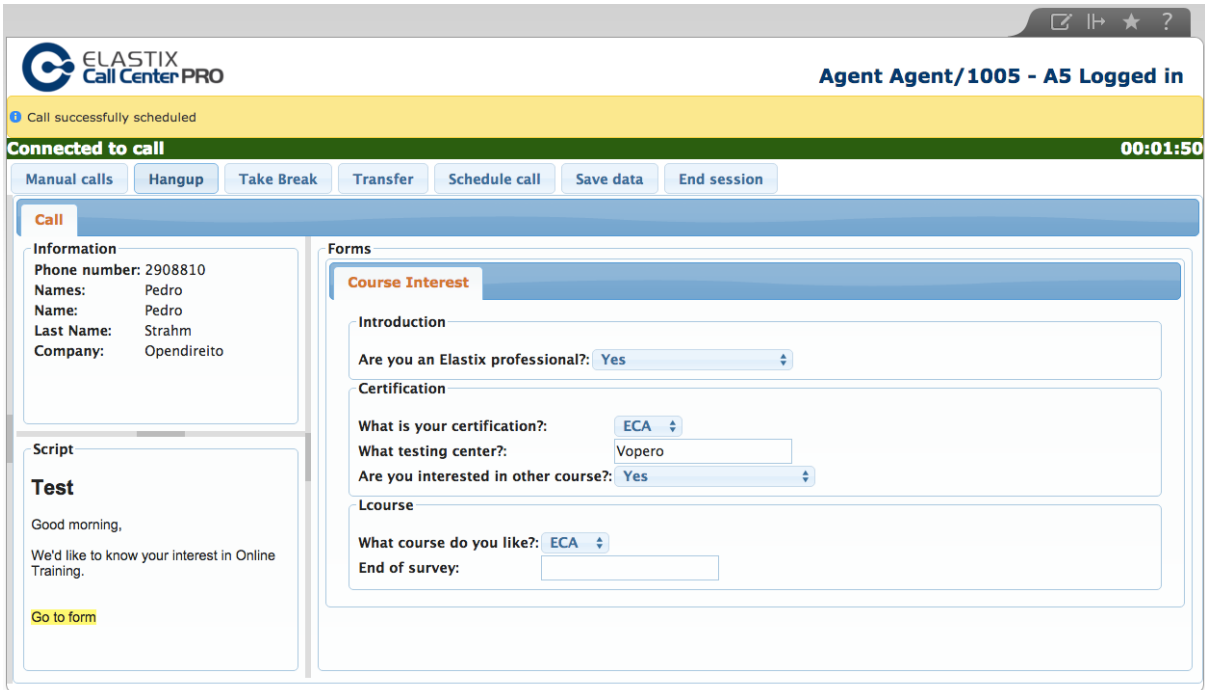 ?
ELASTIX
Call Center PRO
Agent Agent/1005 - A5 Logged in
Call successfully scheduled
Connected to call 00:01:50
Manual calls Hangup Take Break Transfer Schedule call Save data End session
Call
Information
Phone number: 2908810
Names: Pedro
Name: Pedro
Last Name: Strahm
Company: Opendireito
Script
Test
Good morning,
We'd like to know your interest in Online
Training.
Go to form
Forms
Course Interest
Introduction
Are you an Elastix professional?: Yes
Certification
What is your certification?: ECA
What testing center?: Vopero
Are you interested in other course?: Yes
Lcourse
What course do you like?: ECA
End of survey: